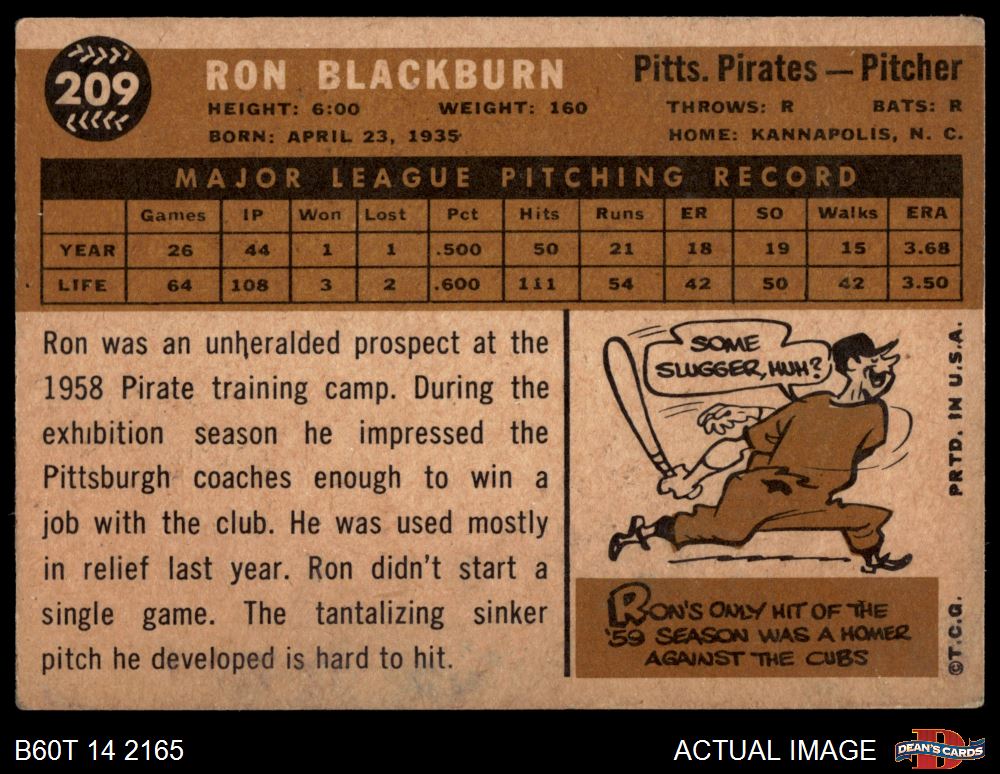 209
RON BLACKBURN
Pitts. Pirates — Pitcher
HEIGHT: 6:00 WEIGHT: 160 THROWS: R BATS: R
BORN: APRIL 23, 1935 HOME: KANNAPOLIS, N. C.
MAJOR LEAGUE PITCHING RECORD
Games IP Won Lost Pct Hits Runs ER SO Walks ERA
YEAR 26 44 1 1 .500 50 21 18 19 15 3.68
LIFE 64 108 3 2 .600 111 54 42 50 42 3.50
Ron was an unheralded prospect at the
1958 Pirate training camp. During the
exhibition season he impressed the
Pittsburgh coaches enough to win a
job with the club. He was used mostly
in relief last year. Ron didn't start a
single game. The tantalizing sinker
pitch he developed is hard to hit.
SOME
SLUGGER, HUH?
RON'S ONLY HIT OF THE
'59 SEASON WAS A HOMER
AGAINST THE CUBS
©T.C.G. PRTD. IN U.S.A.
B60T 14 2165
ACTUAL IMAGE
D
DEAN'S CARDS